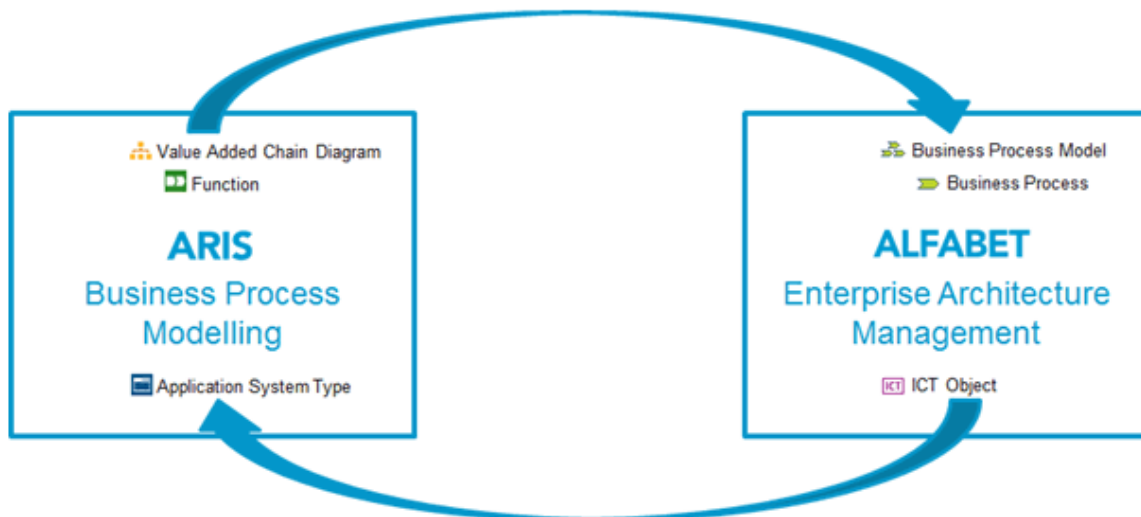 Value Added Chain Diagram
Function
ARIS
Business Process
Modelling
Application System Type
Business Process Model
Business Process
ALFABET
Enterprise Architecture
Management
ICT ICT Object